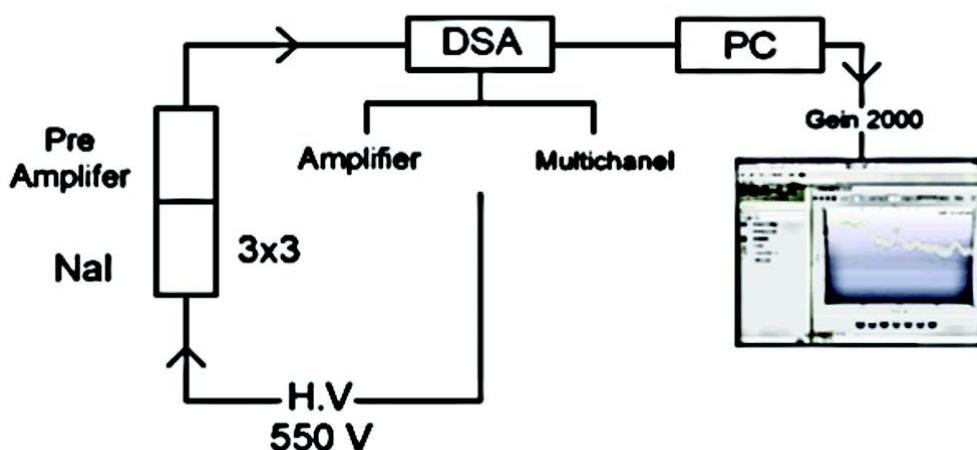 DSA
PC
Pre
Amplifer
Amplifier
Multichanel
Gein 2000
NaI
3x3
H.V
550 V